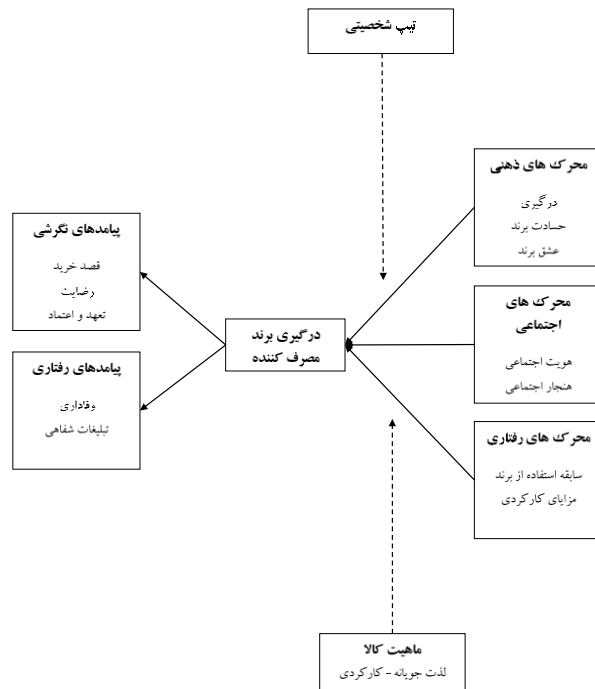 تیپ شخصیتی
محرک های ذهنی
درگیری
حسادت برند
عشق برند
محرک های
اجتماعی
هویت اجتماعی
هنجار اجتماعی
محرک های رفتاری
سابقه استفاده از برند
مزایای کارکردی
درگیری برند
مصرف کننده
پیامدهای نگرشی
قصد خرید
رضایت
تعهد و اعتماد
پیامدهای رفتاری
وفاداری
تبلیغات شفاهی
ماهیت کالا
لذت جویانه - کارکردی